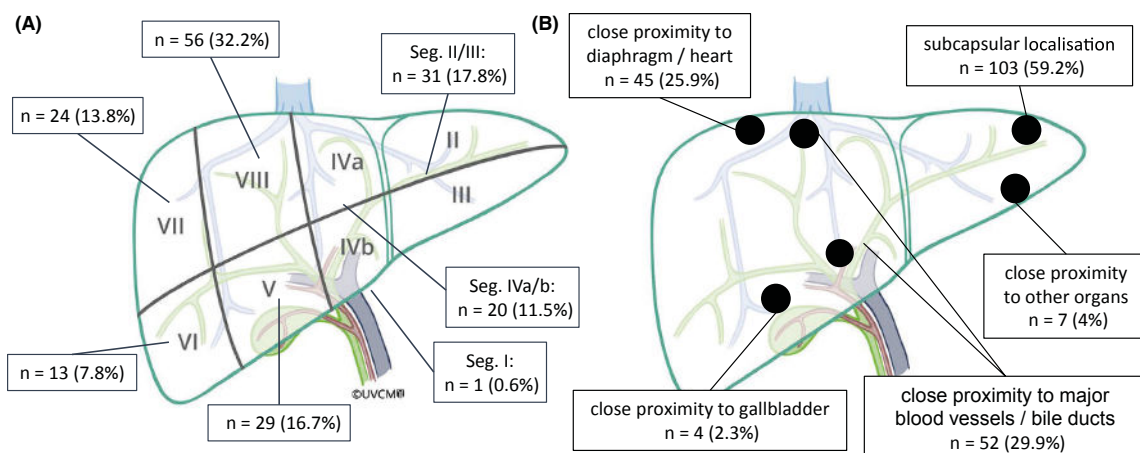 (A)
n = 56 (32.2%)
Seg. II/III:
n = 31 (17.8%)
n = 24 (13.8%)
II
IVa
VIII
III
VII
IVb
V
Seg. IVa/b:
n = 20 (11.5%)
VI
Seg. I:
n = 1 (0.6%)
n = 13 (7.8%)
n = 29 (16.7%)
(B)
close proximity to
diaphragm / heart
n = 45 (25.9%)
subcapsular localisation
n = 103 (59.2%)
close proximity
to other organs
n = 7 (4%)
close proximity to gallbladder
n = 4 (2.3%)
close proximity to major
blood vessels / bile ducts
n = 52 (29.9%)